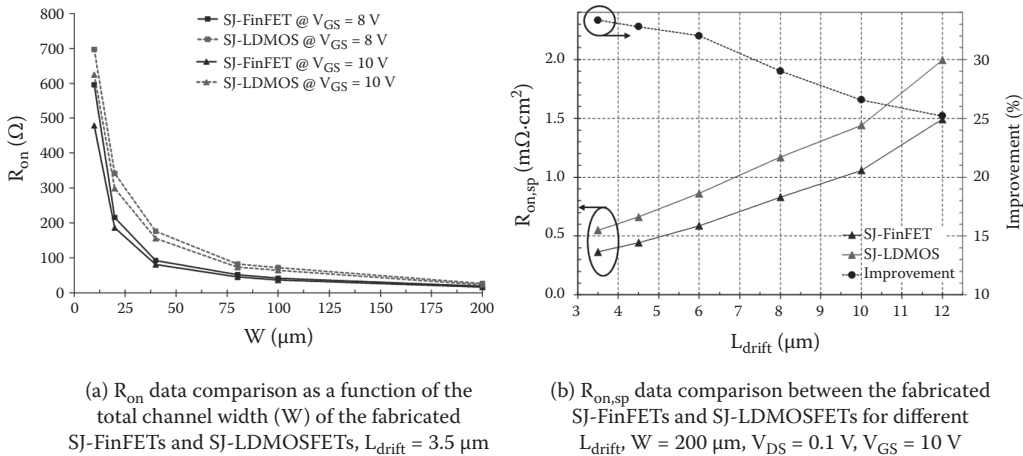 SJ-FinFET @ VGS = 8 V
SJ-LDMOS @ VGS = 8 V
SJ-FinFET @ VGS = 10 V
SJ-LDMOS @ VGS = 10 V
800
700
600
500
400
300
200
100
0
Ron (Ω)
0 25 50 75 100 125 150 175 200
W (µm)
(a) Ron data comparison as a function of the
total channel width (W) of the fabricated
SJ-FinFETs and SJ-LDMOSFETs, Ldrift = 3.5 µm
2.0
1.5
1.0
0.5
0.0
Ron,sp (mΩ·cm2)
30
25
20
15
10
Improvement (%)
SJ-FinFET
SJ-LDMOS
Improvement
3 4 5 6 7 8 9 10 11 12
Ldrift (µm)
(b) Ron,sp data comparison between the fabricated
SJ-FinFETs and SJ-LDMOSFETs for different
Ldrift, W = 200 µm, VDS = 0.1 V, VGS = 10 V